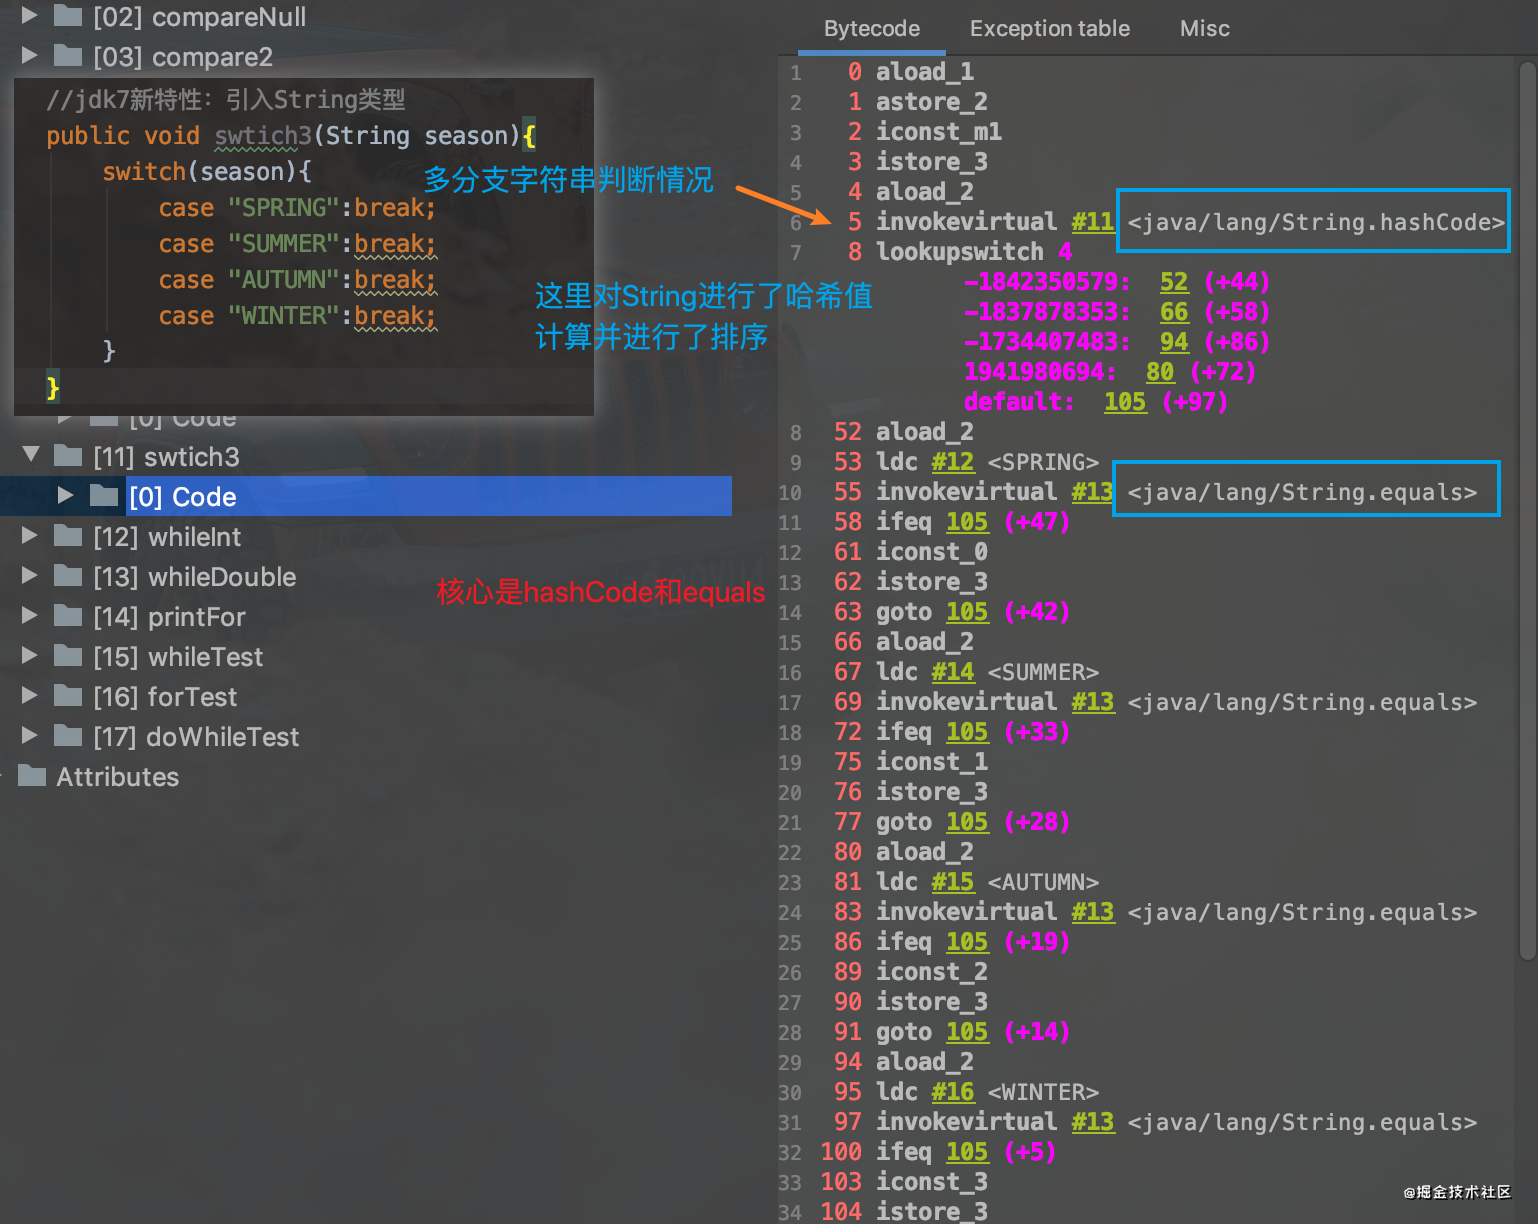 [02] compareNull
[03] compare2
//jdk7新特性：引入String类型
public void swtich3(String season){
switch(season){
case "SPRING":break;
case "SUMMER":break;
case "AUTUMN":break;
case "WINTER":break;
}
}
多分支字符串判断情况
这里对String进行了哈希值
计算并进行了排序
[0] Code
[11] swtich3
[0] Code
[12] whileInt
[13] whileDouble
[14] printFor
[15] whileTest
[16] forTest
[17] doWhileTest
Attributes
核心是hashCode和equals
Bytecode Exception table Misc
1 0 aload_1
2 1 astore_2
3 2 iconst_m1
4 3 istore_3
5 4 aload_2
6 5 invokevirtual #11 <java/lang/String.hashCode>
7 8 lookupswitch 4
-1842350579: 52 (+44)
-1837878353: 66 (+58)
-1734407483: 94 (+86)
1941980694: 80 (+72)
default: 105 (+97)
8 52 aload_2
9 53 ldc #12 <SPRING>
10 55 invokevirtual #13 <java/lang/String.equals>
11 58 ifeq 105 (+47)
12 61 iconst_0
13 62 istore_3
14 63 goto 105 (+42)
15 66 aload_2
16 67 ldc #14 <SUMMER>
17 69 invokevirtual #13 <java/lang/String.equals>
18 72 ifeq 105 (+33)
19 75 iconst_1
20 76 istore_3
21 77 goto 105 (+28)
22 80 aload_2
23 81 ldc #15 <AUTUMN>
24 83 invokevirtual #13 <java/lang/String.equals>
25 86 ifeq 105 (+19)
26 89 iconst_2
27 90 istore_3
28 91 goto 105 (+14)
29 94 aload_2
30 95 ldc #16 <WINTER>
31 97 invokevirtual #13 <java/lang/String.equals>
32 100 ifeq 105 (+5)
33 103 iconst_3
34 104 istore_3
@掘金技术社区